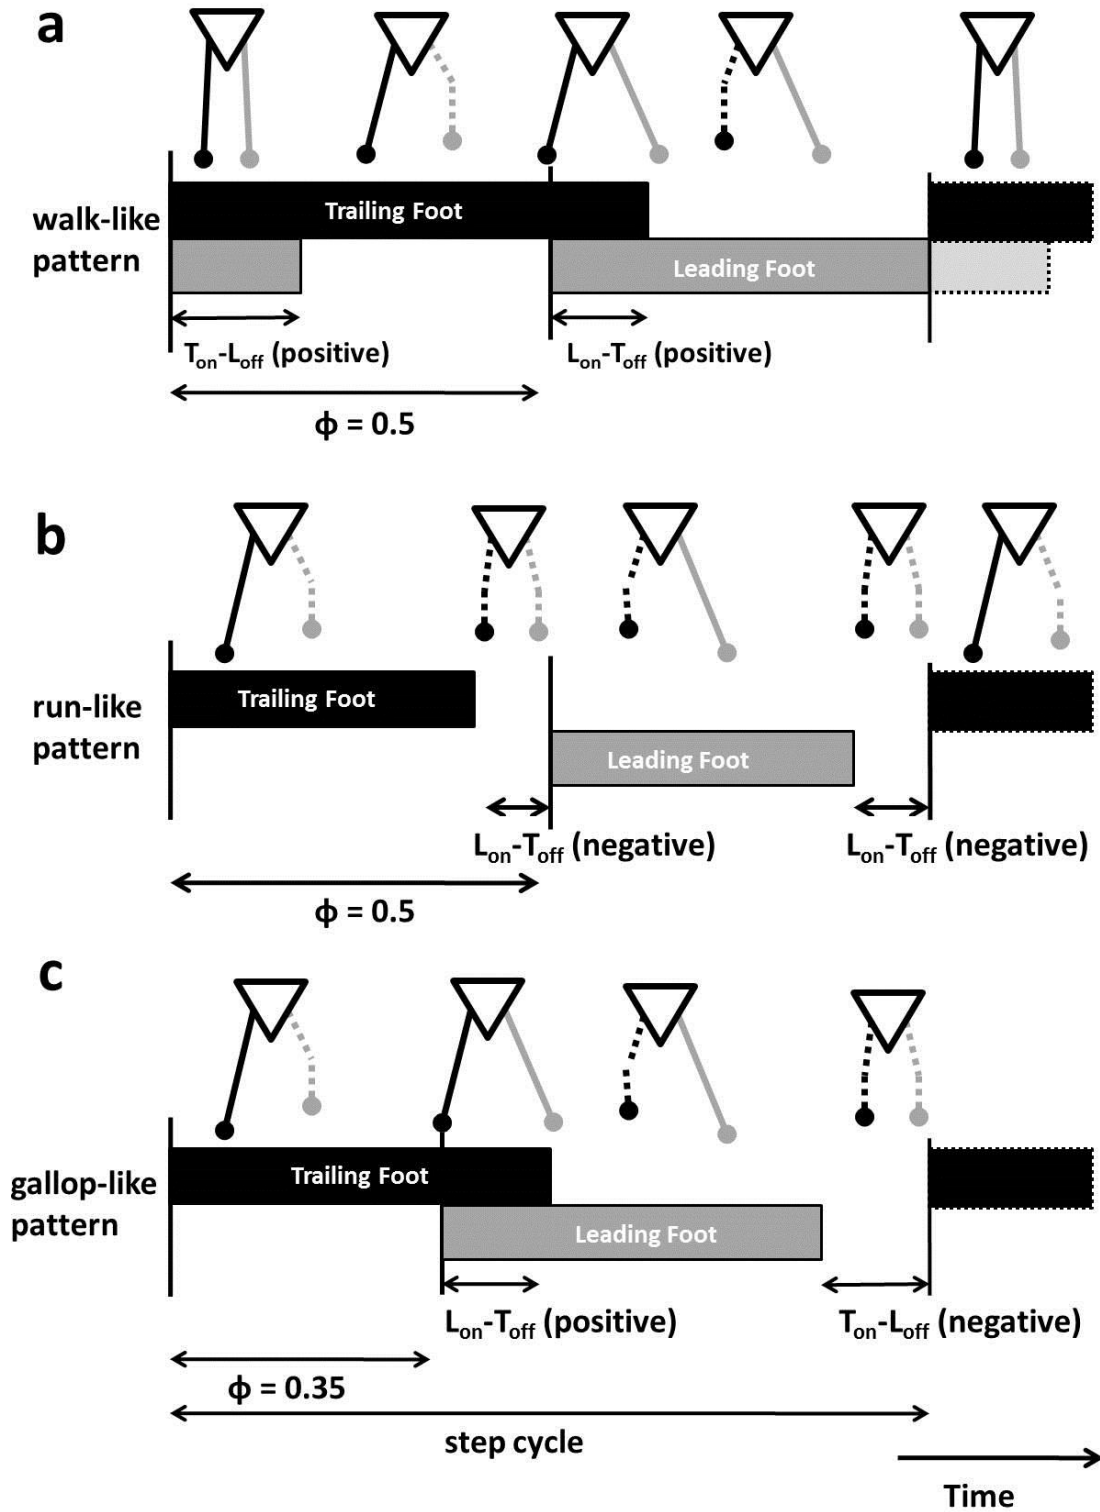 a
walk-like
pattern
Trailing Foot
Leading Foot
Ton-Loff (positive)
Lon-Toff (positive)
ϕ = 0.5
b
run-like
pattern
Trailing Foot
Leading Foot
Lon-Toff (negative)
Lon-Toff (negative)
ϕ = 0.5
c
gallop-like
pattern
Trailing Foot
Leading Foot
Lon-Toff (positive)
Ton-Loff (negative)
ϕ = 0.35
step cycle
Time